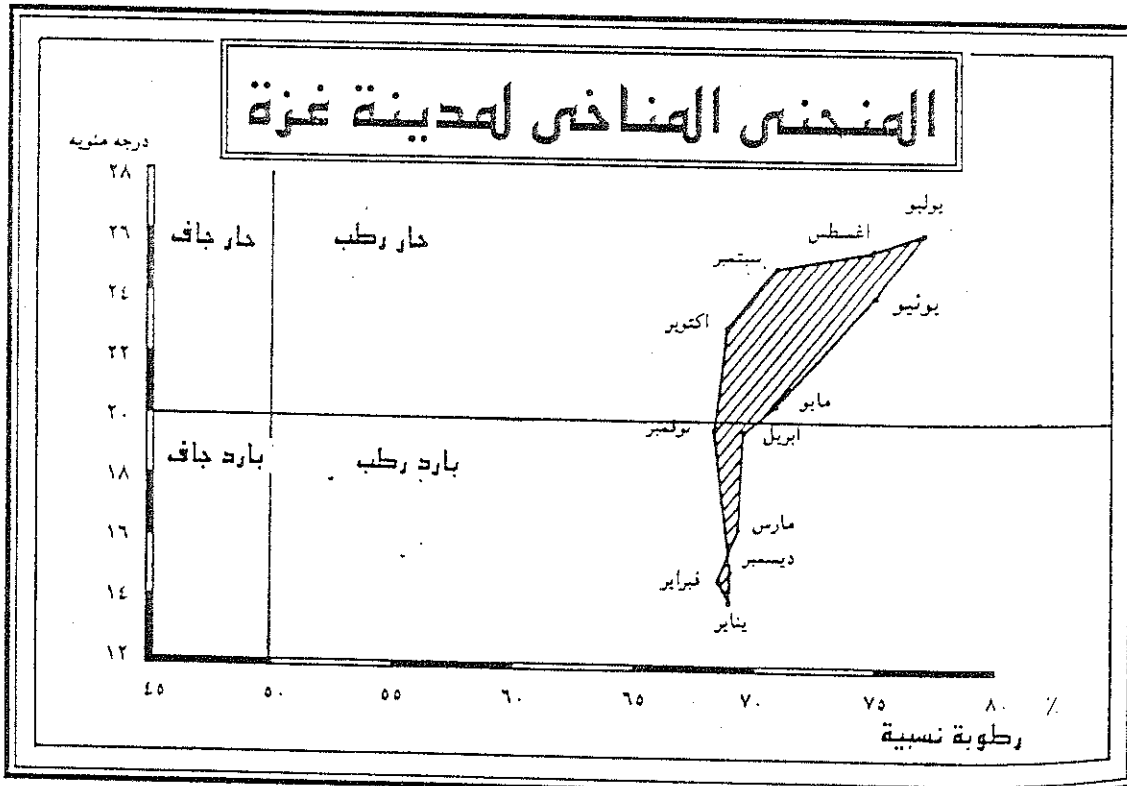 المنحنى المناخى لمدينة غزة
درجه مئويه
٢٨
٢٦
٢٤
٢٢
٢٠
١٨
١٦
١٤
١٢
حار جاف
حار رطب
بارد جاف
بارد رطب
يوليو
اغسطس
سبتمبر
يونيو
اكتوبر
مايو
نوفمبر
ابريل
مارس
ديسمبر
فبراير
يناير
٤٥ ٥٠ ٥٥ ٦٠ ٦٥ ٧٠ ٧٥ ٨٠ ٪
رطوبة نسبية